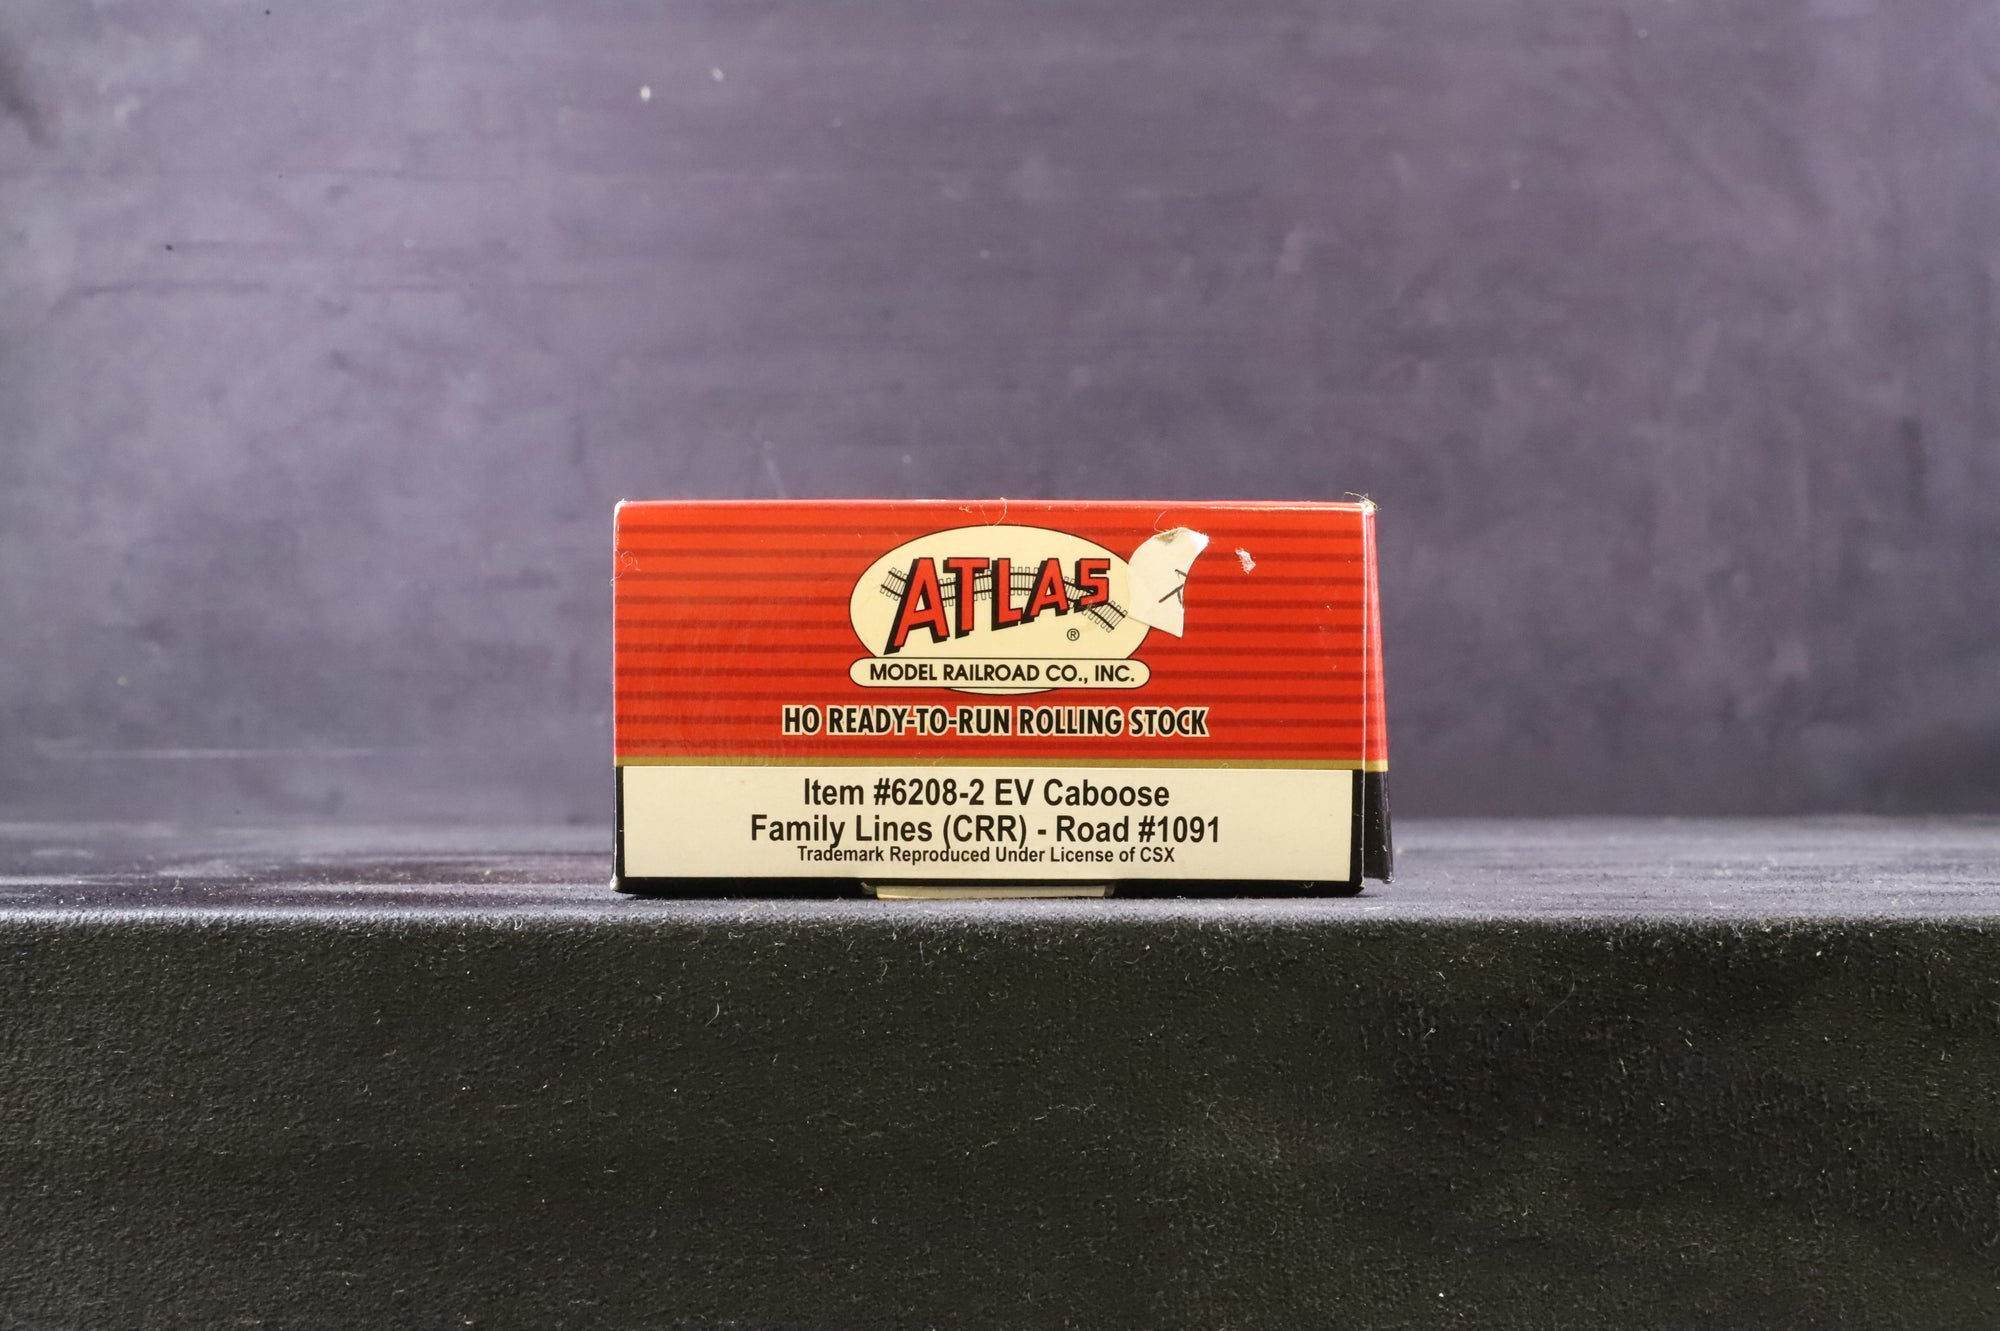 ATLAS ®
MODEL RAILROAD CO., INC.
HO READY-TO-RUN ROLLING STOCK
Item #6208-2 EV Caboose
Family Lines (CRR) - Road #1091
Trademark Reproduced Under License of CSX